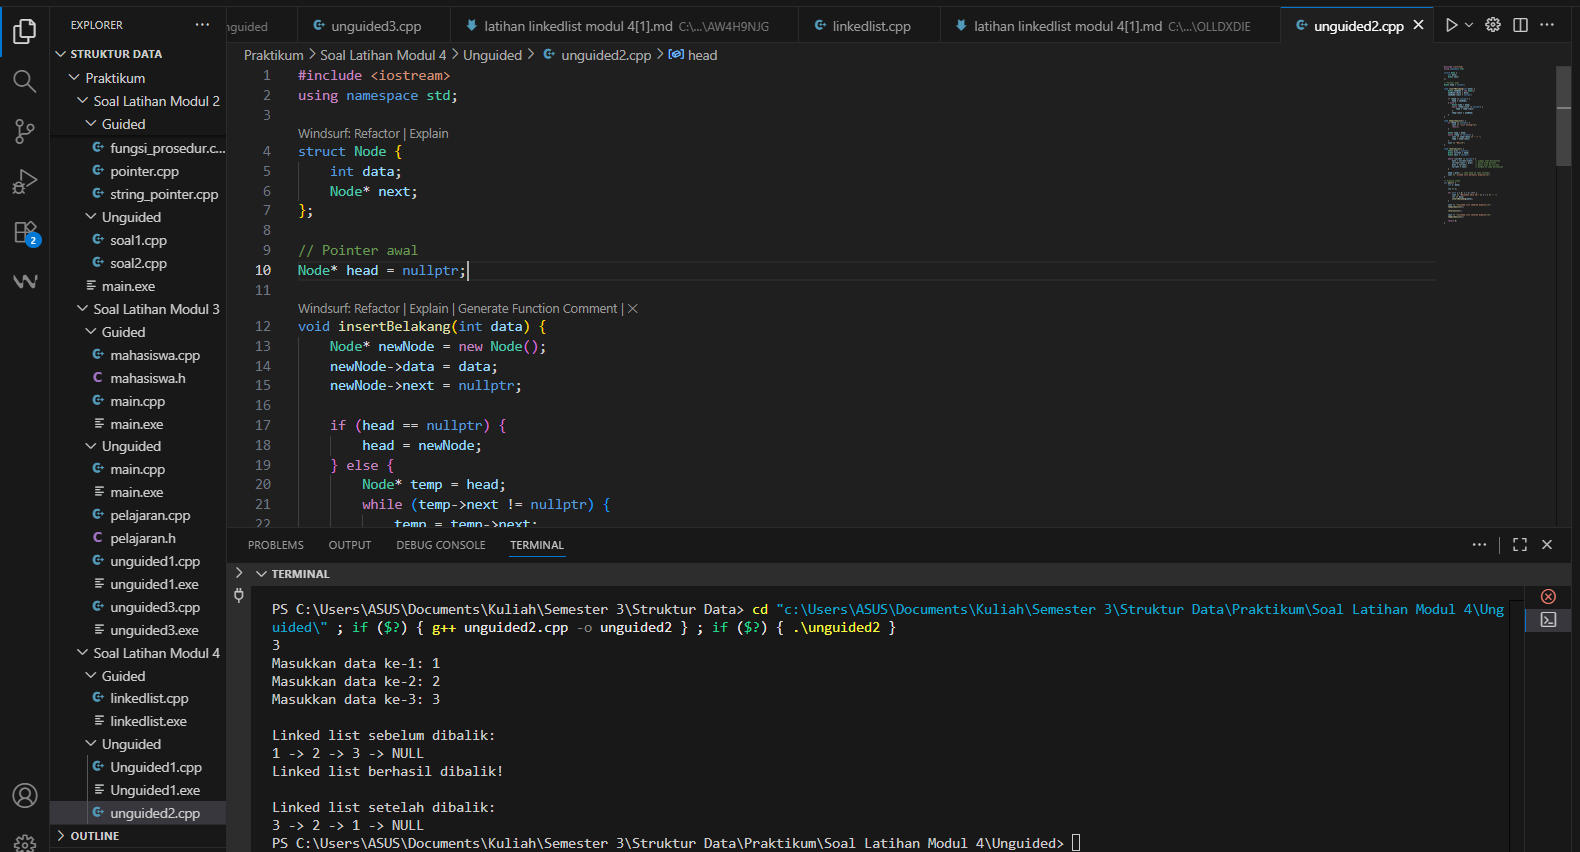 EXPLORER
STRUKTUR DATA
Praktikum
Soal Latihan Modul 2
Guided
fungsi_prosedur.c...
pointer.cpp
string_pointer.cpp
Unguided
soal1.cpp
soal2.cpp
main.exe
Soal Latihan Modul 3
Guided
mahasiswa.cpp
mahasiswa.h
main.cpp
main.exe
Unguided
main.cpp
main.exe
pelajaran.cpp
pelajaran.h
unguided1.cpp
unguided1.exe
unguided3.cpp
unguided3.exe
Soal Latihan Modul 4
Guided
linkedlist.cpp
linkedlist.exe
Unguided
Unguided1.cpp
Unguided1.exe
unguided2.cpp
OUTLINE
2
nguided unguided3.cpp latihan linkedlist modul 4[1].md C:\...\AW4H9NJG linkedlist.cpp latihan linkedlist modul 4[1].md C:\...\OLLDXDIE unguided2.cpp
Praktikum > Soal Latihan Modul 4 > Unguided > unguided2.cpp > head
1 #include <iostream>
2 using namespace std;
3
Windsurf: Refactor | Explain
4 struct Node {
5 int data;
6 Node* next;
7 };
8
9 // Pointer awal
10 Node* head = nullptr;
11
Windsurf: Refactor | Explain | Generate Function Comment | ×
12 void insertBelakang(int data) {
13 Node* newNode = new Node();
14 newNode->data = data;
15 newNode->next = nullptr;
16
17 if (head == nullptr) {
18 head = newNode;
19 } else {
20 Node* temp = head;
21 while (temp->next != nullptr) {
22 temp = temp->next;
PROBLEMS OUTPUT DEBUG CONSOLE TERMINAL
TERMINAL
PS C:\Users\ASUS\Documents\Kuliah\Semester 3\Struktur Data> cd "c:\Users\ASUS\Documents\Kuliah\Semester 3\Struktur Data\Praktikum\Soal Latihan Modul 4\Ung
uided\" ; if ($?) { g++ unguided2.cpp -o unguided2 } ; if ($?) { .\unguided2 }
3
Masukkan data ke-1: 1
Masukkan data ke-2: 2
Masukkan data ke-3: 3
Linked list sebelum dibalik:
1 -> 2 -> 3 -> NULL
Linked list berhasil dibalik!
Linked list setelah dibalik:
3 -> 2 -> 1 -> NULL
PS C:\Users\ASUS\Documents\Kuliah\Semester 3\Struktur Data\Praktikum\Soal Latihan Modul 4\Unguided>